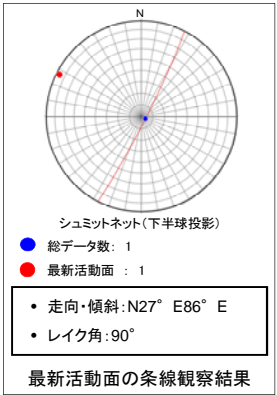 N
シュミットネット(下半球投影)
総データ数: 1
最新活動面 : 1
• 走向・傾斜:N27°E86°E
• レイク角:90°
最新活動面の条線観察結果